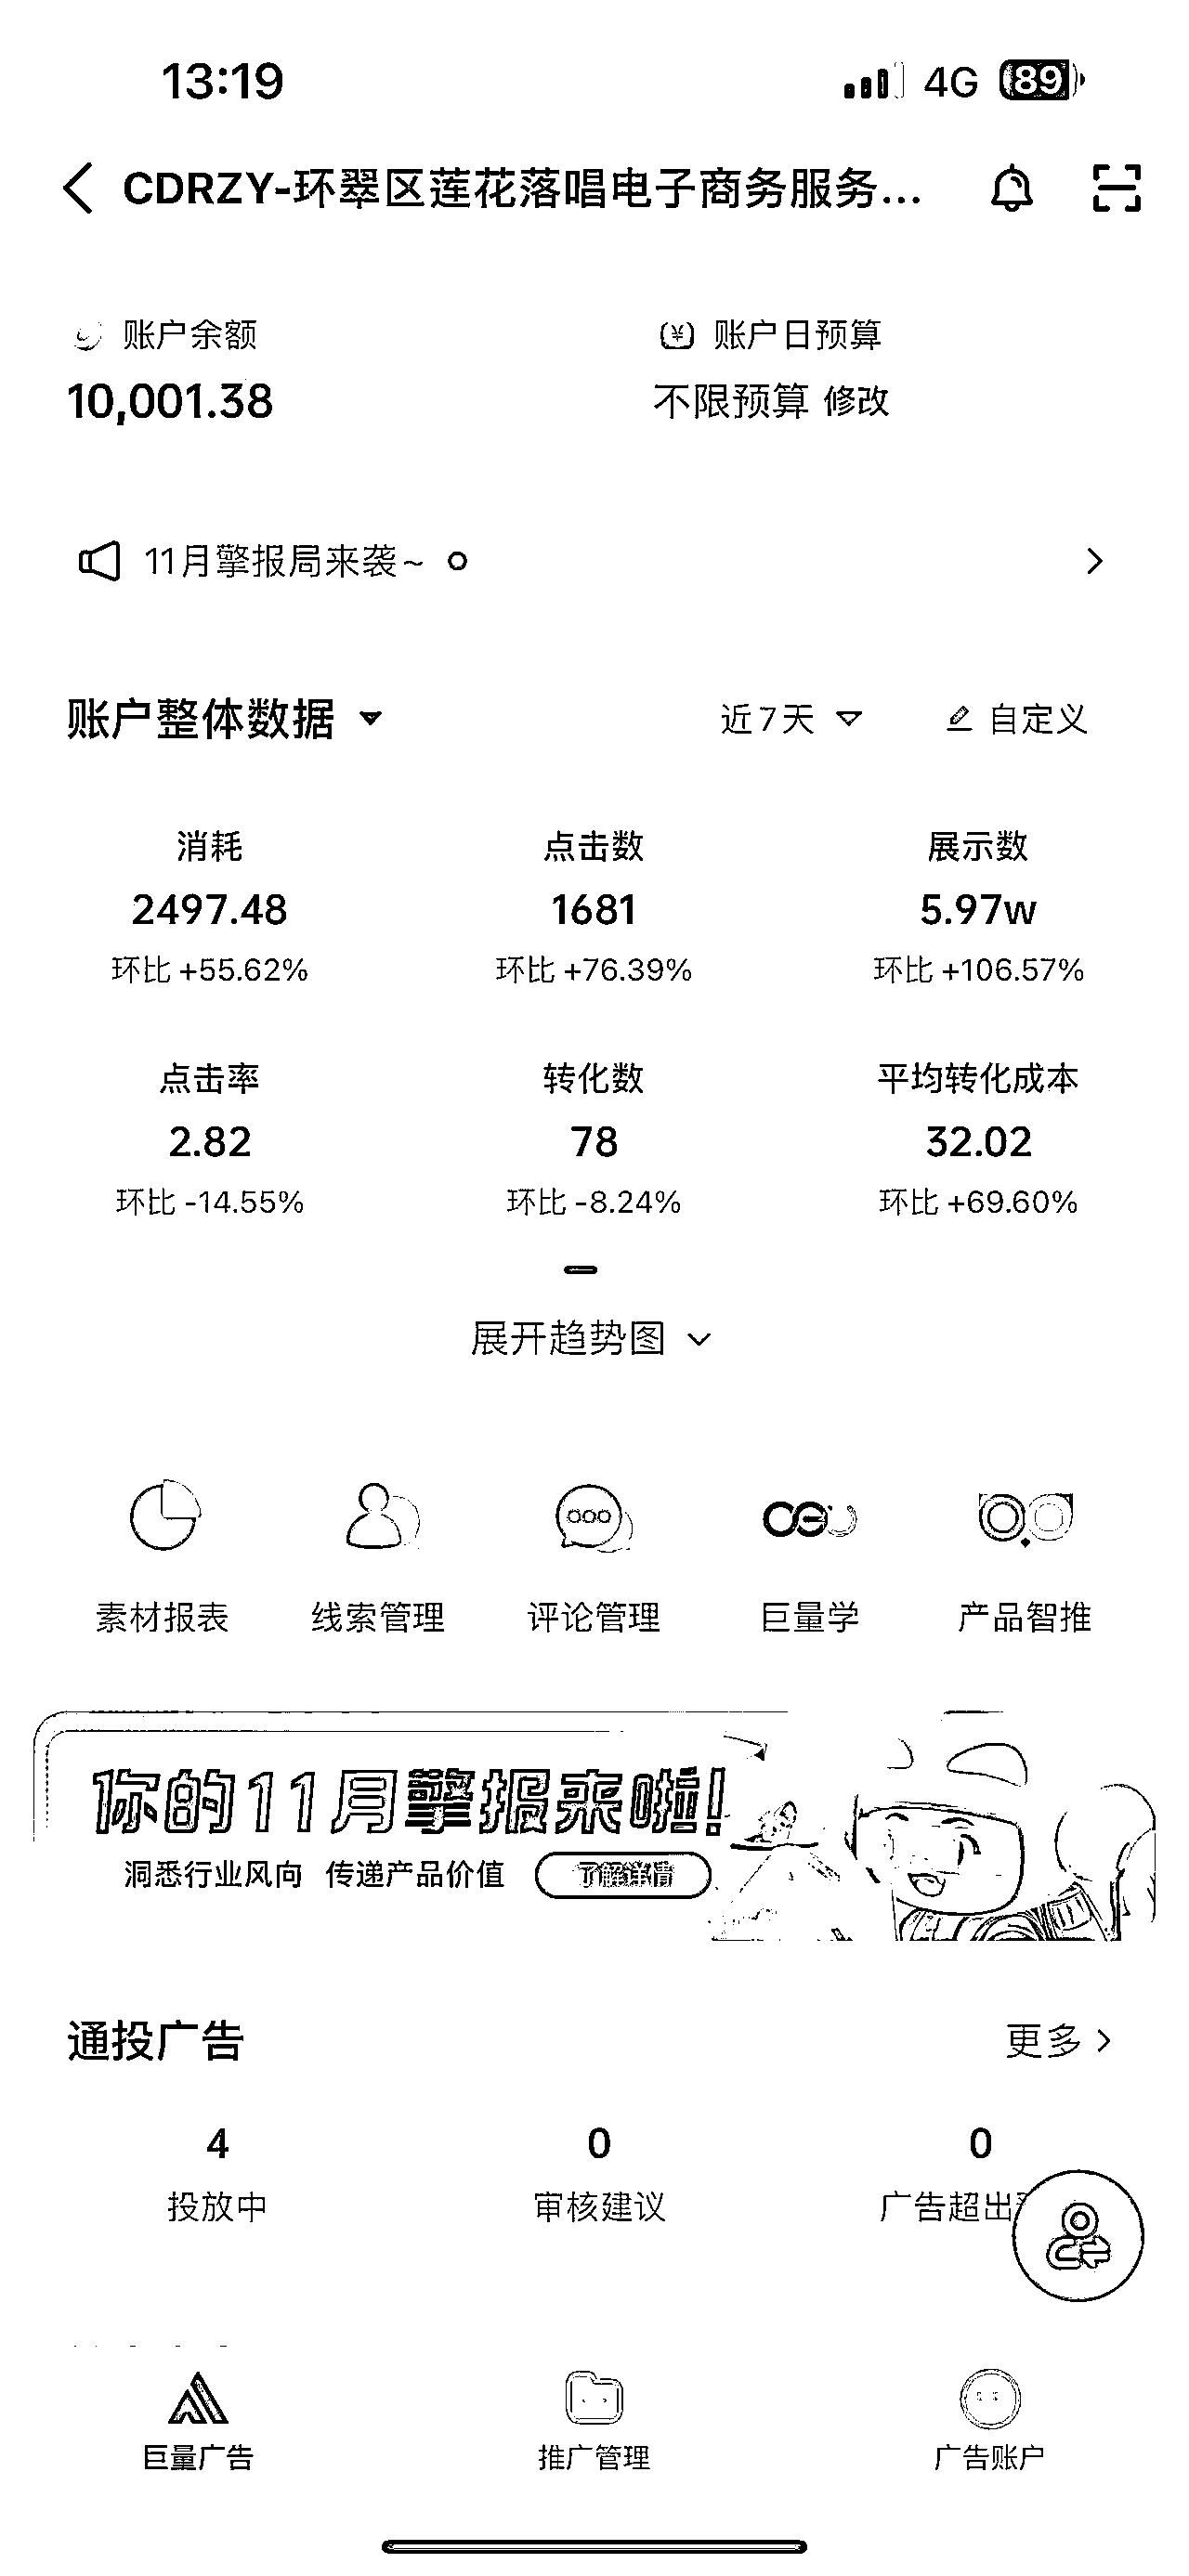 13:19 4G 89
CDRZY-环翠区莲花落唱电子商务服务...
账户余额 账户日预算
10,001.38 不限预算 修改
11月擎报局来袭~
账户整体数据 近7天 自定义
消耗 点击数 展示数
2497.48 1681 5.97w
环比 +55.62% 环比 +76.39% 环比 +106.57%
点击率 转化数 平均转化成本
2.82 78 32.02
环比 -14.55% 环比 -8.24% 环比 +69.60%
展开趋势图
素材报表 线索管理 评论管理 巨量学 产品智推
你的11月擎报来啦!
洞悉行业风向 传递产品价值 了解详情
通投广告 更多
4 0 0
投放中 审核建议 广告超出
巨量广告 推广管理 广告账户